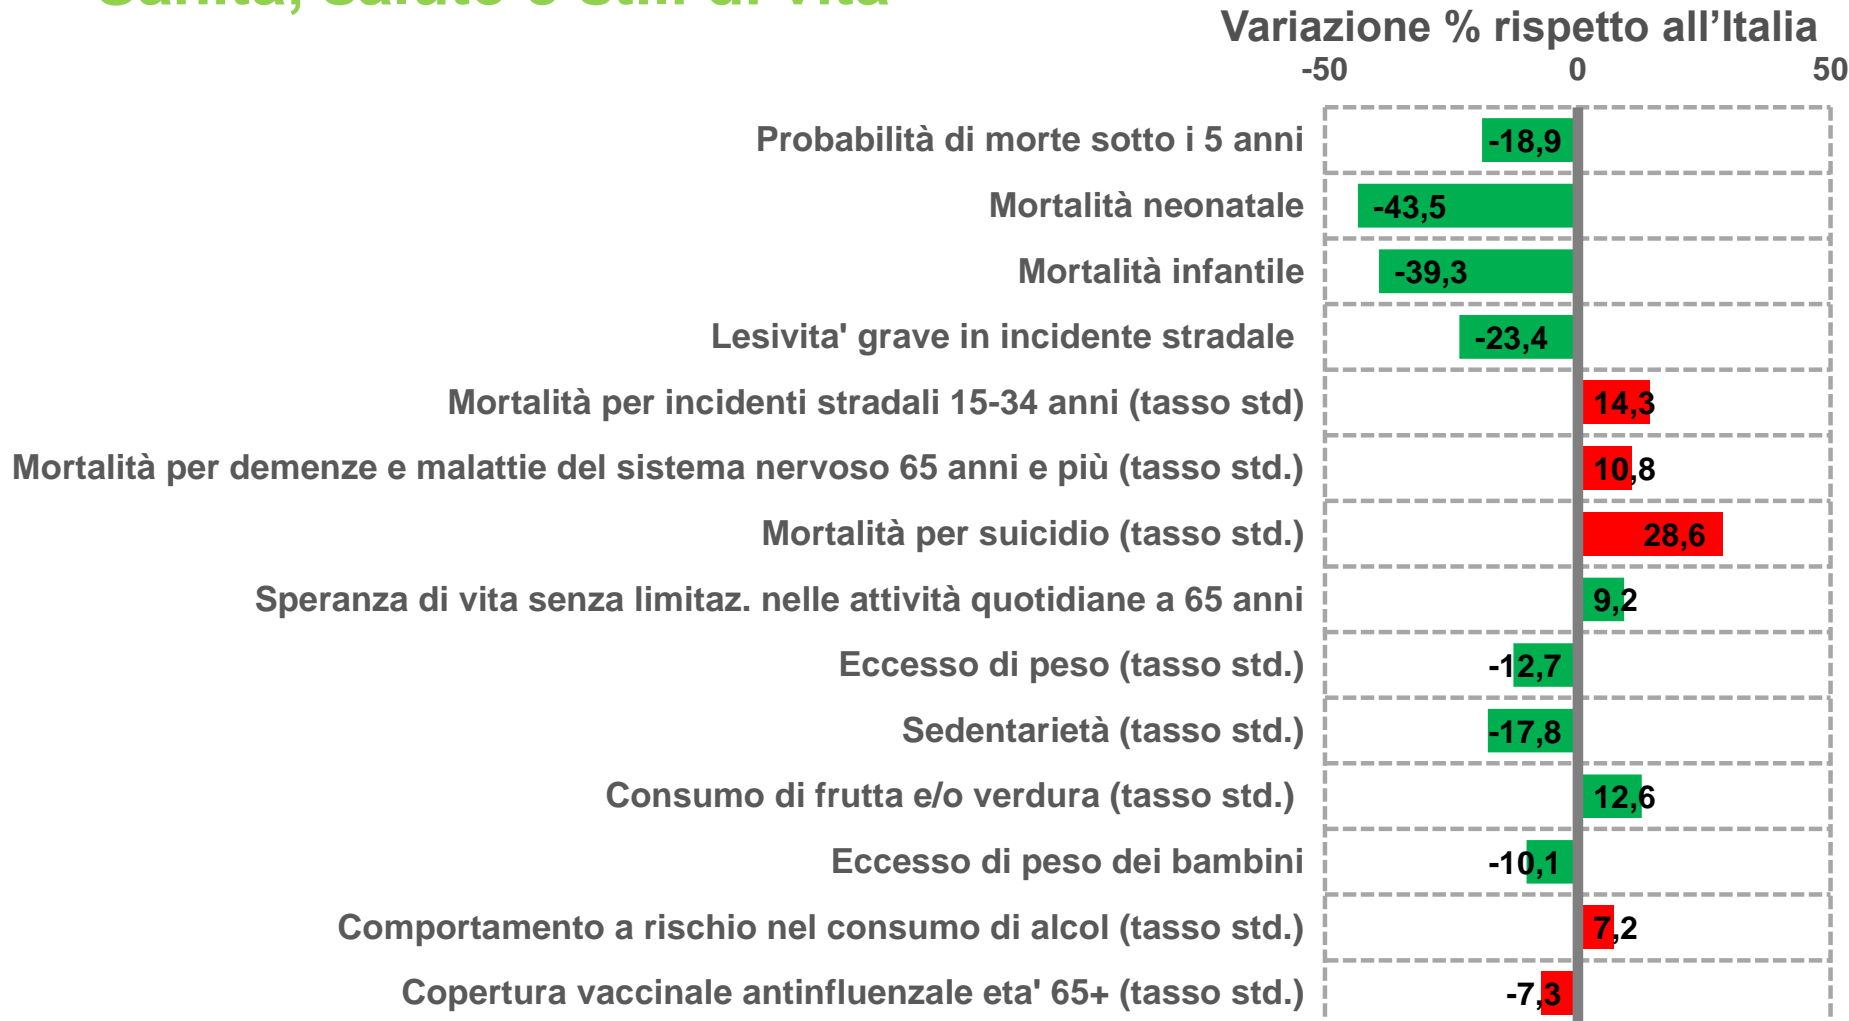 Sanità, salute e stili di vita
Variazione % rispetto all’Italia
-50 0 50
Probabilità di morte sotto i 5 anni -18,9
Mortalità neonatale -43,5
Mortalità infantile -39,3
Lesivita' grave in incidente stradale -23,4
Mortalità per incidenti stradali 15-34 anni (tasso std) 14,3
Mortalità per demenze e malattie del sistema nervoso 65 anni e più (tasso std.) 10,8
Mortalità per suicidio (tasso std.) 28,6
Speranza di vita senza limitaz. nelle attività quotidiane a 65 anni 9,2
Eccesso di peso (tasso std.) -12,7
Sedentarietà (tasso std.) -17,8
Consumo di frutta e/o verdura (tasso std.) 12,6
Eccesso di peso dei bambini -10,1
Comportamento a rischio nel consumo di alcol (tasso std.) 7,2
Copertura vaccinale antinfluenzale eta' 65+ (tasso std.) -7,3